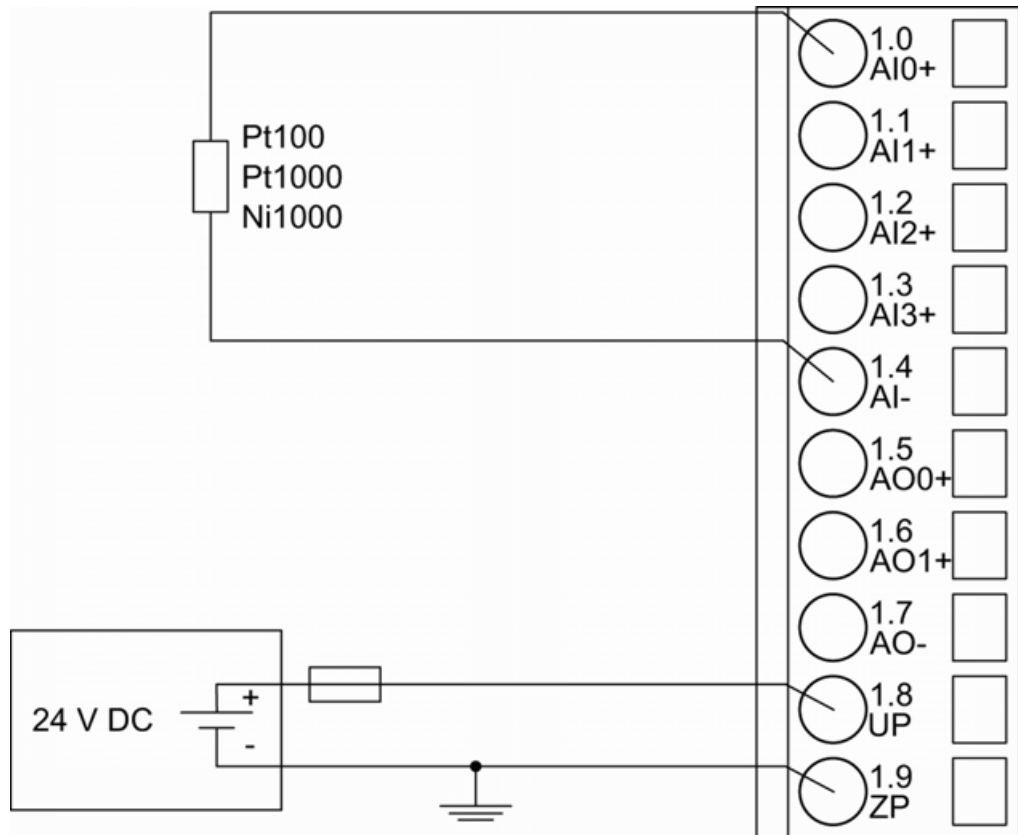 1.0
AI0+
1.1
AI1+
Pt100
Pt1000
Ni1000
1.2
AI2+
1.3
AI3+
1.4
AI-
1.5
AO0+
1.6
AO1+
1.7
AO-
24 V DC
+
-
1.8
UP
1.9
ZP